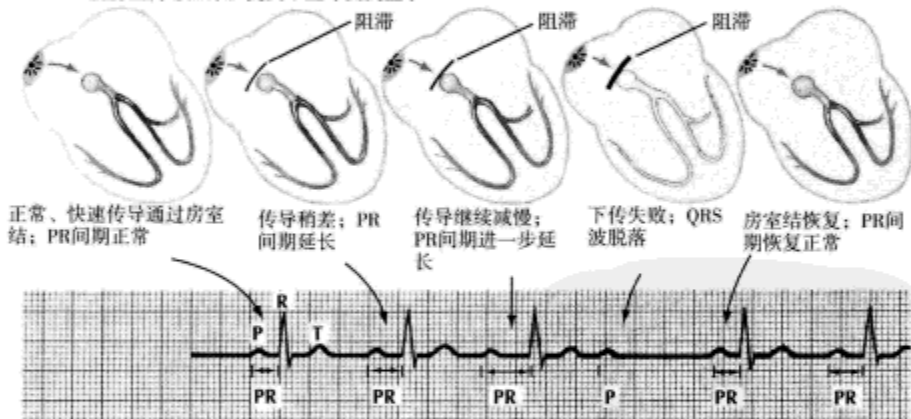 阻滞 阻滞 阻滞
正常、快速传导通过房室
结；PR间期正常
传导稍差；PR
间期延长
传导继续减慢；
PR间期进一步延
长
下传失败；QRS
波脱落
房室结恢复；PR间
期恢复正常
R
P T
PR PR PR P PR PR